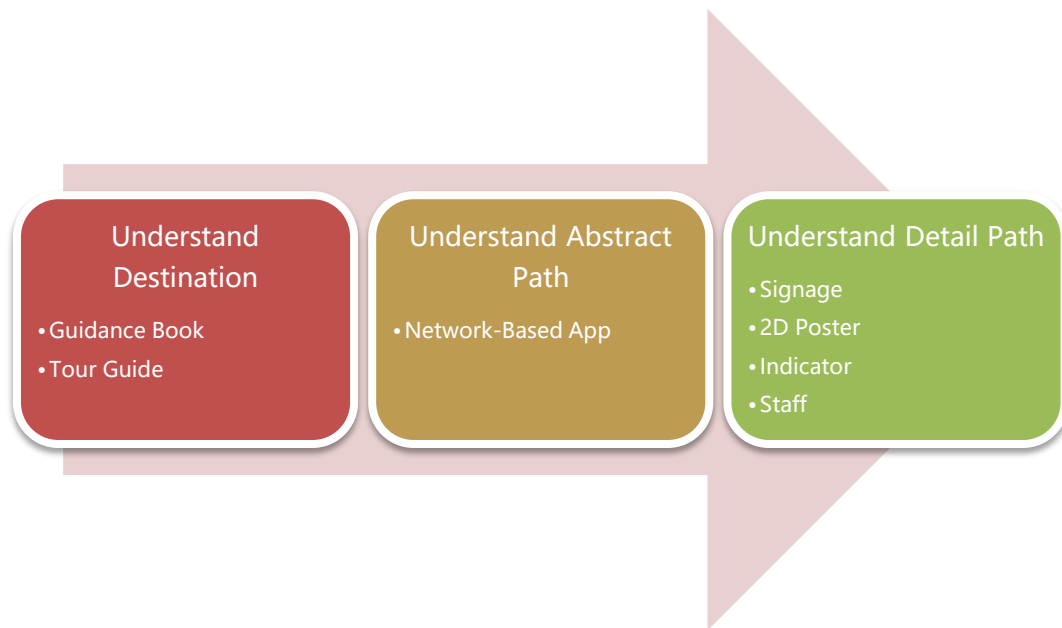 Understand
Destination
•Guidance Book
•Tour Guide
Understand Abstract
Path
•Network-Based App
Understand Detail Path
•Signage
•2D Poster
•Indicator
•Staff